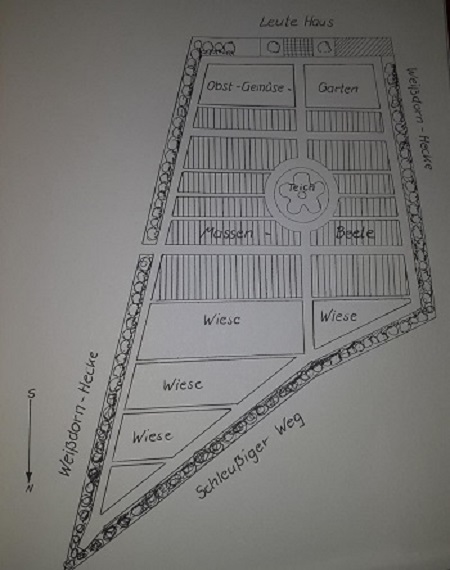 Leute Haus
Obst-Gemüse-
Garten
Weißdorn-Hecke
Teich
Massen-
Beete
Wiese
Wiese
Wiese
Wiese
Weißdorn-Hecke
Schleußiger Weg
S
N